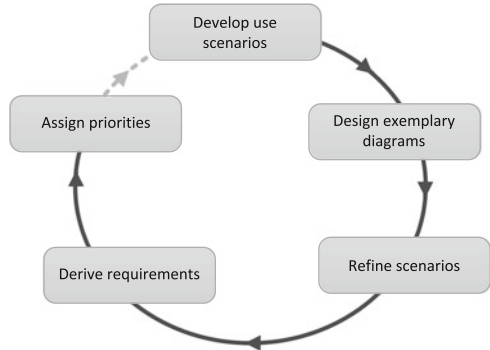 Develop use
scenarios
Design exemplary
diagrams
Refine scenarios
Derive requirements
Assign priorities